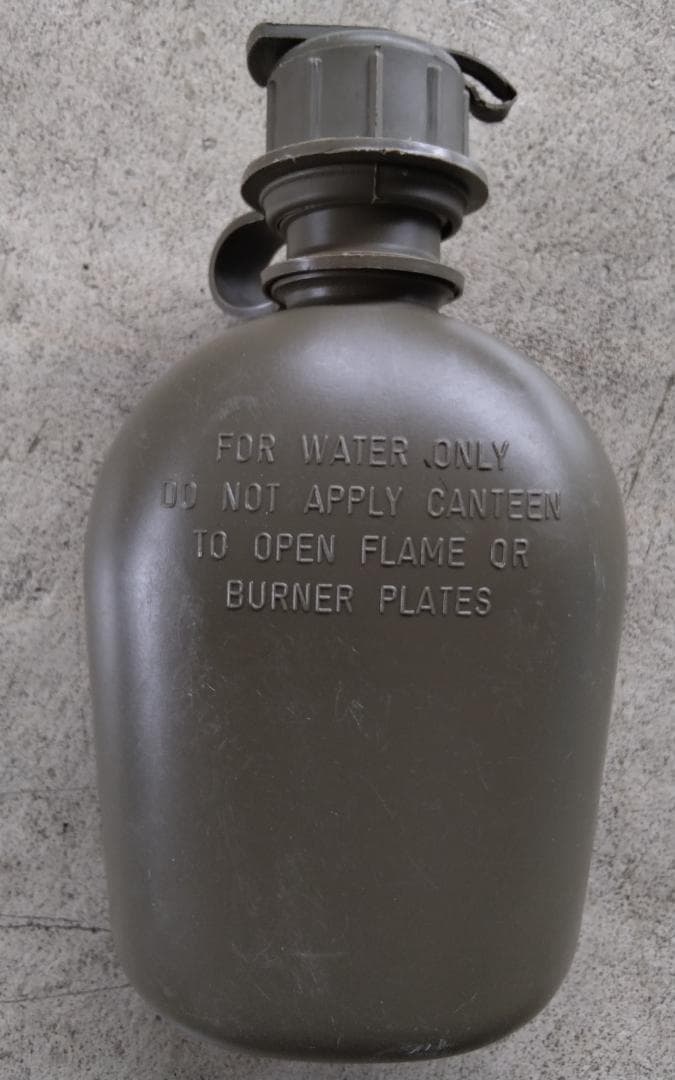 FOR WATER ONLY
DO NOT APPLY CANTEEN
TO OPEN FLAME OR
BURNER PLATES